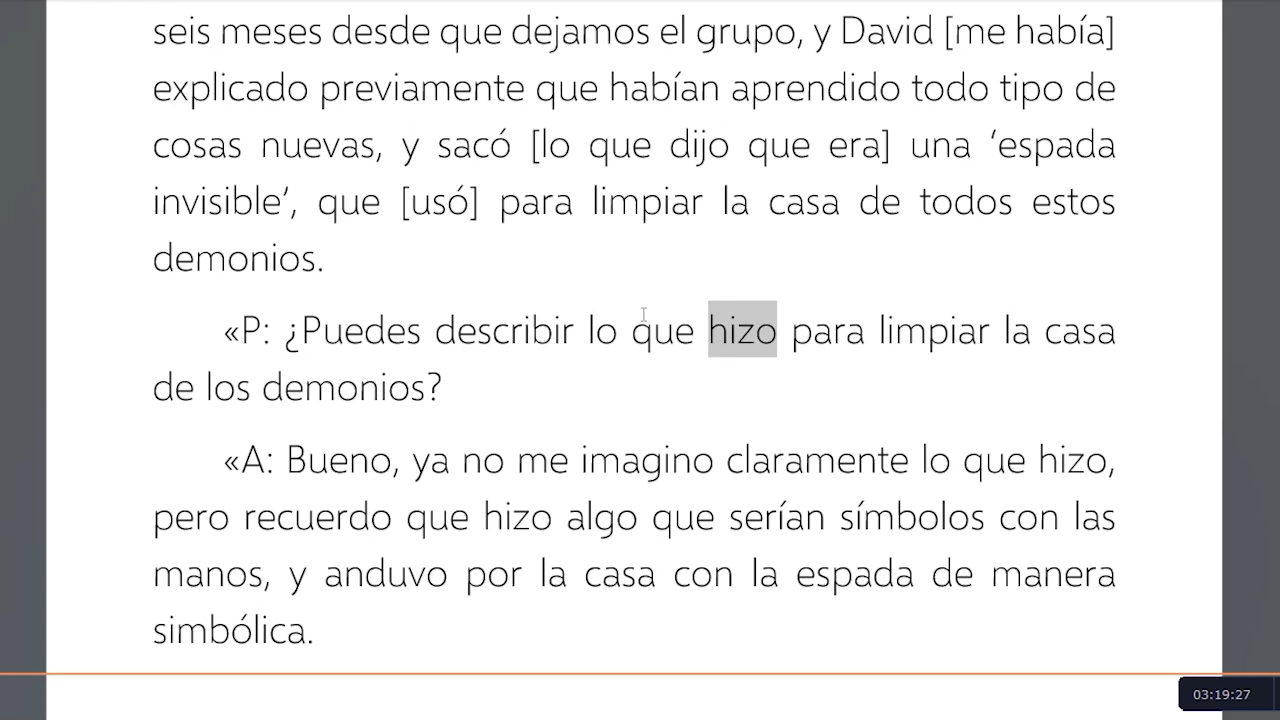 seis meses desde que dejamos el grupo, y David [me había]
explicado previamente que habían aprendido todo tipo de
cosas nuevas, y sacó [lo que dijo que era] una ‘espada
invisible’, que [usó] para limpiar la casa de todos estos
demonios.
«P: ¿Puedes describir lo que hizo para limpiar la casa
de los demonios?
«A: Bueno, ya no me imagino claramente lo que hizo,
pero recuerdo que hizo algo que serían símbolos con las
manos, y anduvo por la casa con la espada de manera
simbólica.
03:19:27